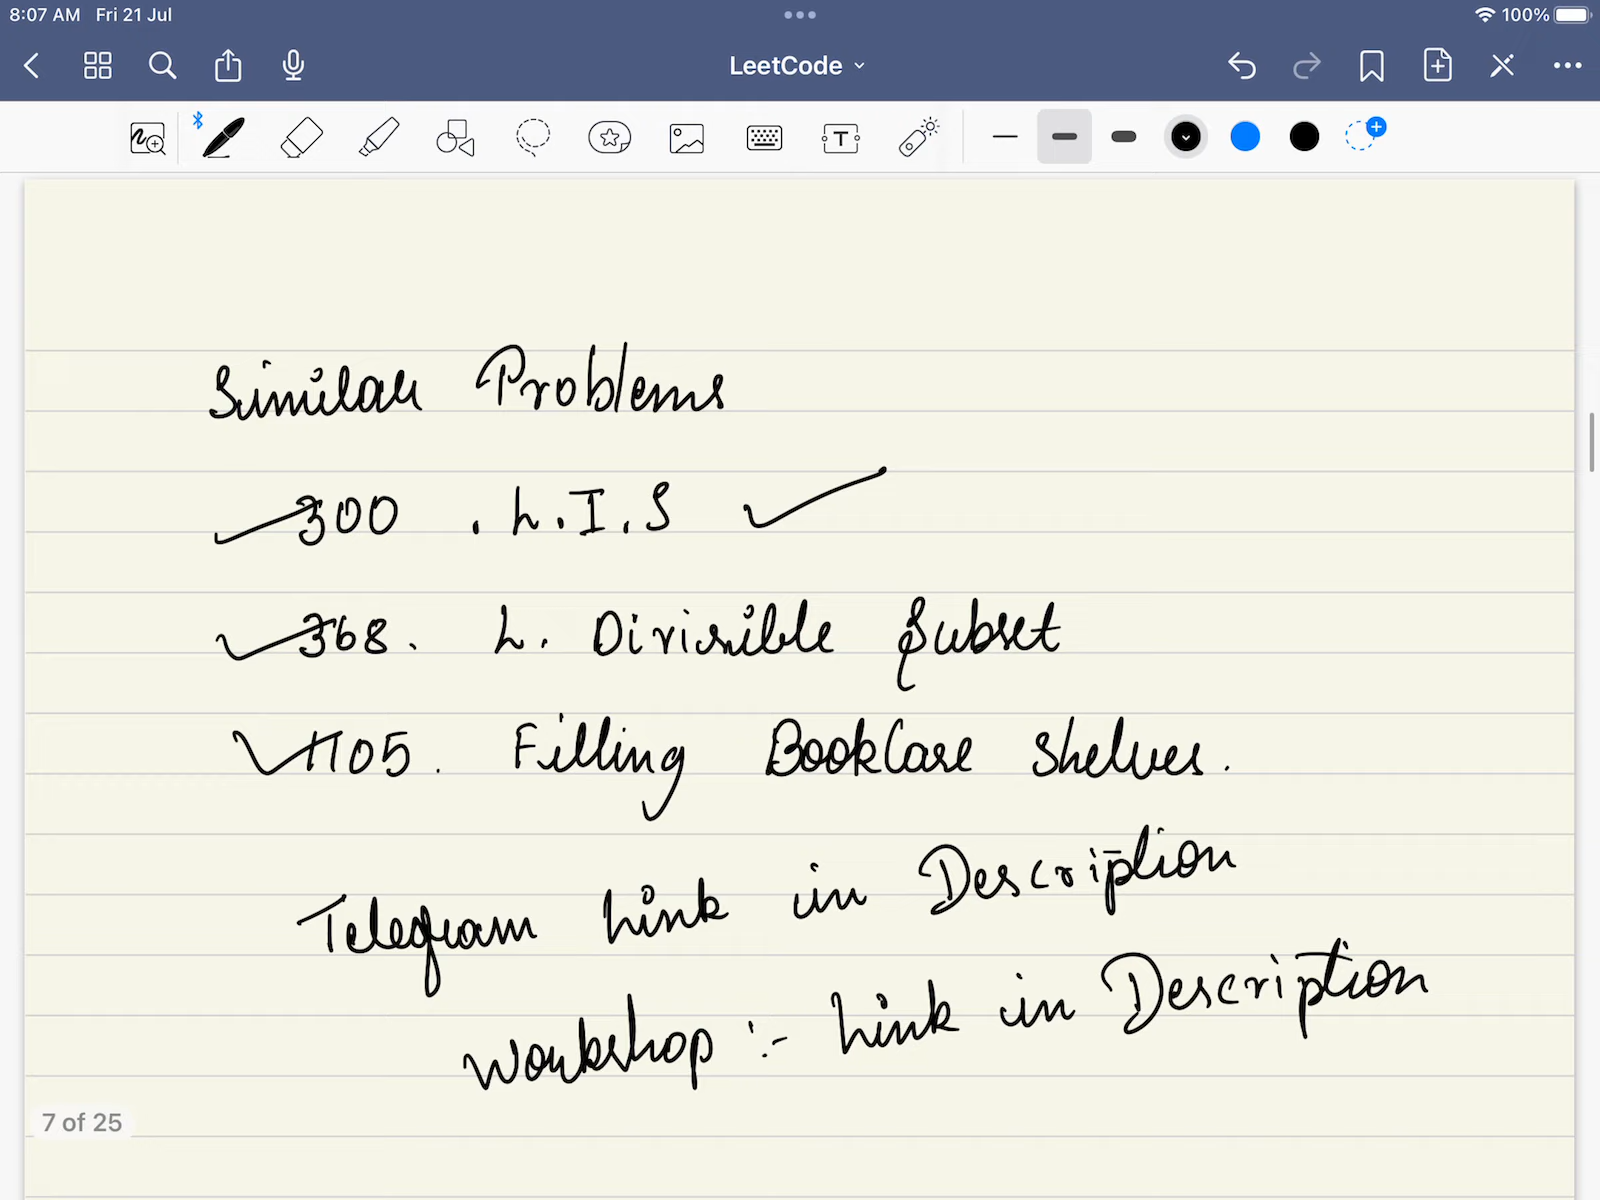 8:07 AM Fri 21 Jul 100%
LeetCode
T
Similar Problems
300 . L.I.S
368. L. Divisible Subset
1105. Filling BookCase Shelves.
Telegram Link in Description
Workshop :- Link in Description
7 of 25